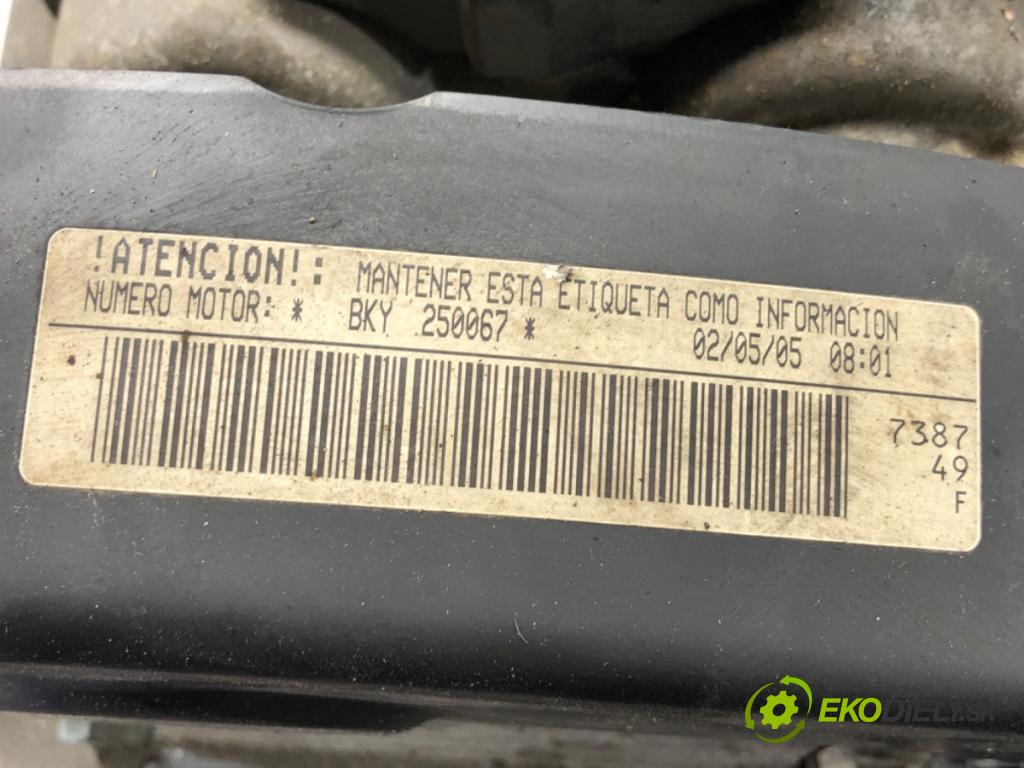 !ATENCION!: MANTENER ESTA ETIQUETA COMO INFORMACION
NUMERO MOTOR: * BKY 250067 * 02/05/05 08:01
7387
49
F
EKODIELY.SK